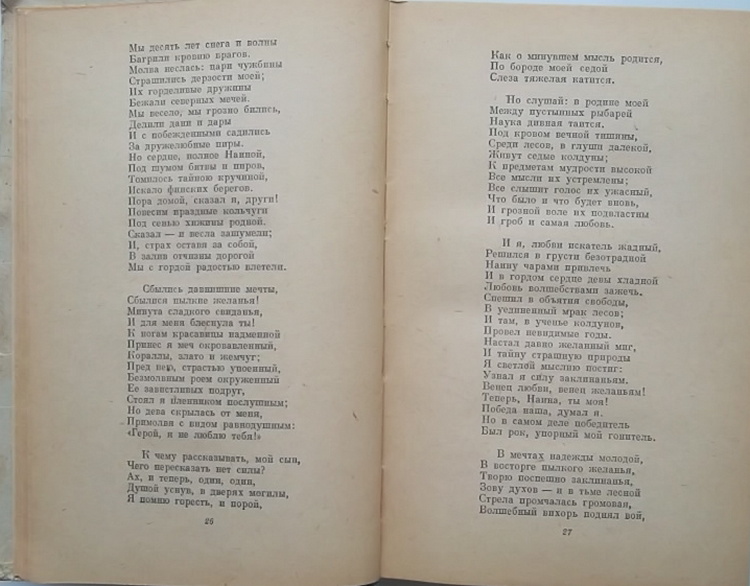 Мы десять лет снега и волны
Багрили кровию врагов.
Молва неслась: цари чужбины
Страшились дерзости моей;
Их горделивые дружины
Бежали северных мечей.
Мы весело, мы грозно бились,
Делили дани и дары
И с побежденными садились
За дружелюбные пиры.
Но сердце, полное Наиной,
Под шумом битвы и пиров,
Томилось тайною кручиной,
Искало финских берегов.
Пора домой, сказал я, други!
Повесим праздные кольчуги
Под сенью хижины родной.
Сказал — и весла зашумели;
И, страх оставя за собой,
В залив отчизны дорогой
Мы с гордой радостью влетели.
Сбылись давнишние мечты,
Сбылися пылкие желанья!
Минута сладкого свиданья,
И для меня блеснула ты!
К ногам красавицы надменной
Принес я меч окровавленный,
Кораллы, злато и жемчуг;
Пред нею, страстью упоенный,
Безмолвным роем окруженный
Ее завистливых подруг,
Стоял я пленником послушным;
Но дева скрылась от меня,
Примолвя с видом равнодушным:
«Герой, я не люблю тебя!»
К чему рассказывать, мой сын,
Чего пересказать нет силы?
Ах, и теперь, один, один,
Душой уснув, в дверях могилы,
Я помню горесть, и порой,
26
Как о минувшем мысль родится,
По бороде моей седой
Слеза тяжелая катится.
Но слушай: в родине моей
Между пустынных рыбарей
Наука дивная таится.
Под кровом вечной тишины,
Среди лесов, в глуши далекой,
Живут седые колдуны;
К предметам мудрости высокой
Все мысли их устремлены;
Все слышит голос их ужасный,
Что было и что будет вновь,
И грозной воле их подвластны
И гроб и самая любовь.
И я, любви искатель жадный,
Решился в грусти безотрадной
Наину чарами привлечь
И в гордом сердце девы хладной
Любовь волшебствами зажечь.
Спешил в объятия свободы,
В уединенный мрак лесов;
И там, в ученье колдунов,
Провел невидимые годы.
Настал давно желанный миг,
И тайну страшную природы
Я светлой мыслию постиг:
Узнал я силу заклинаньям.
Венец любви, венец желаньям!
Теперь, Наина, ты моя!
Победа наша, думал я.
Но в самом деле победитель
Был рок, упорный мой гонитель.
В мечтах надежды молодой,
В восторге пылкого желанья,
Творю поспешно заклинанья,
Зову духов — и в тьме лесной
Стрела промчалась громовая,
Волшебный вихорь поднял вой,
27